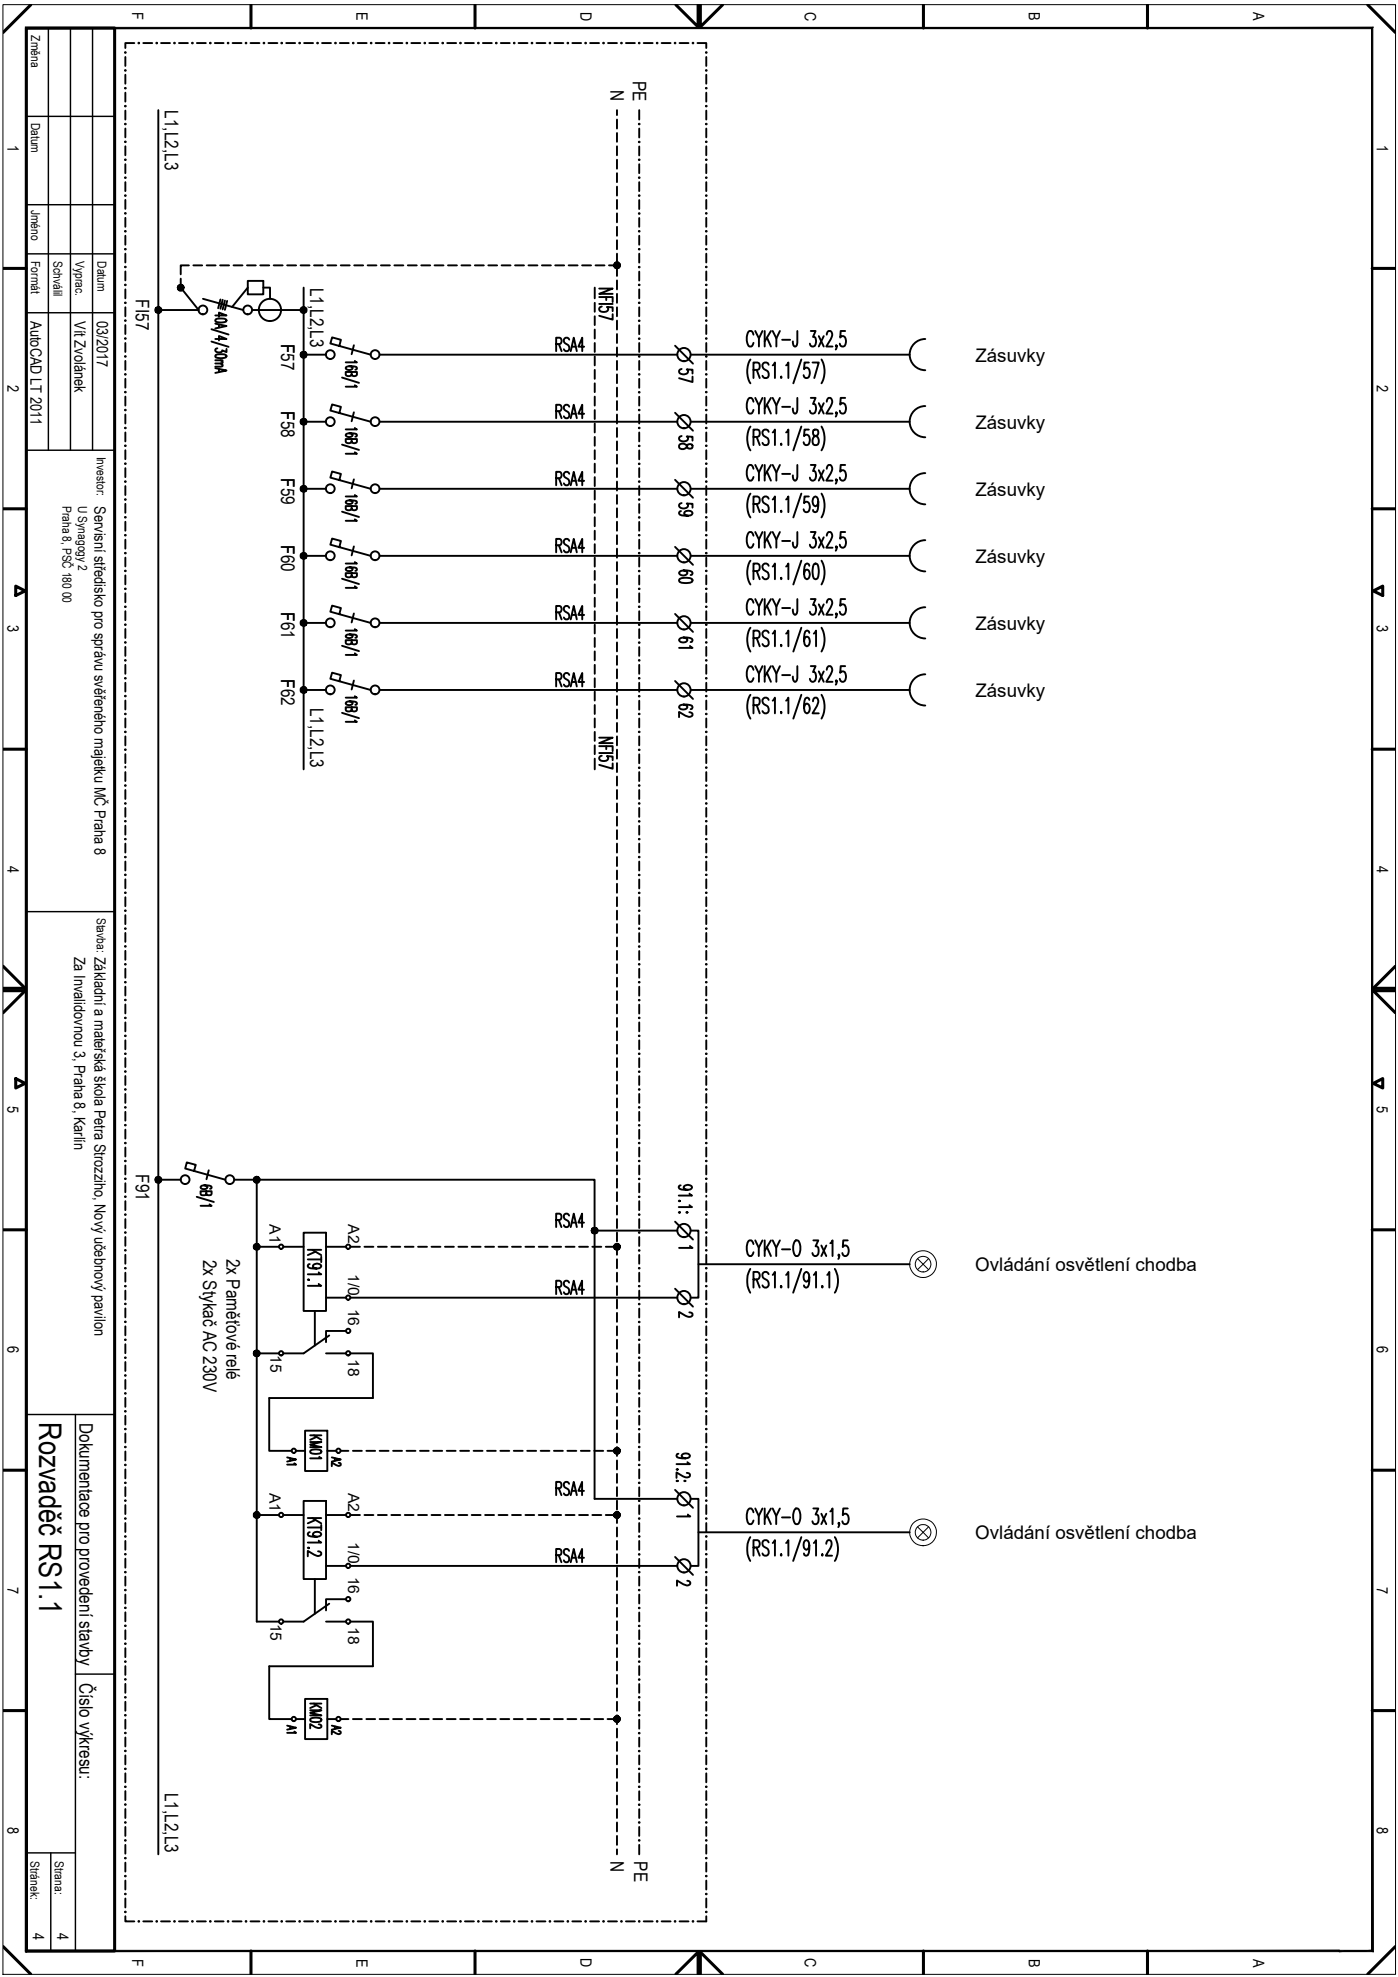 A
B
C
D
E
F
1
2
3
4
5
6
7
8
Zásuvky
Zásuvky
Zásuvky
Zásuvky
Zásuvky
Zásuvky
Ovládání osvětlení chodba
Ovládání osvětlení chodba
CYKY-J 3x2,5
(RS1.1/57)
CYKY-J 3x2,5
(RS1.1/58)
CYKY-J 3x2,5
(RS1.1/59)
CYKY-J 3x2,5
(RS1.1/60)
CYKY-J 3x2,5
(RS1.1/61)
CYKY-J 3x2,5
(RS1.1/62)
CYKY-O 3x1,5
(RS1.1/91.1)
CYKY-O 3x1,5
(RS1.1/91.2)
57
58
59
60
61
62
91.1:
1
2
91.2:
1
2
PE
N
PE
N
NFI57
NFI57
RSA4
RSA4
RSA4
RSA4
RSA4
RSA4
RSA4
RSA4
RSA4
RSA4
L1,L2,L3
16B/1
16B/1
16B/1
16B/1
16B/1
16B/1
L1,L2,L3
F57
F58
F59
F60
F61
F62
40A/4/30mA
FI57
L1,L2,L3
A2
1/0
16
18
KT91.1
A1
15
A2
KM01
A1
A2
1/0
16
18
KT91.2
A1
15
A2
KM02
A1
2x Paměťové relé
2x Stykač AC 230V
6B/1
F91
L1,L2,L3
Datum
03/2017
Vyprac.
Vít Zvolánek
Schválil
Změna
Datum
Jméno
Formát
AutoCAD LT 2011
Investor: Servisní středisko pro správu svěřeného majetku MČ Praha 8
U Synagogy 2
Praha 8, PSČ 180 00
Stavba: Základní a mateřská škola Petra Strozziho, Nový učebnový pavilon
Za Invalidovnou 3, Praha 8, Karlín
Dokumentace pro provedení stavby
Rozvaděč RS1.1
Číslo výkresu:
Strana: 4
Stránek: 4
1
2
3
4
5
6
7
8
A
B
C
D
E
F